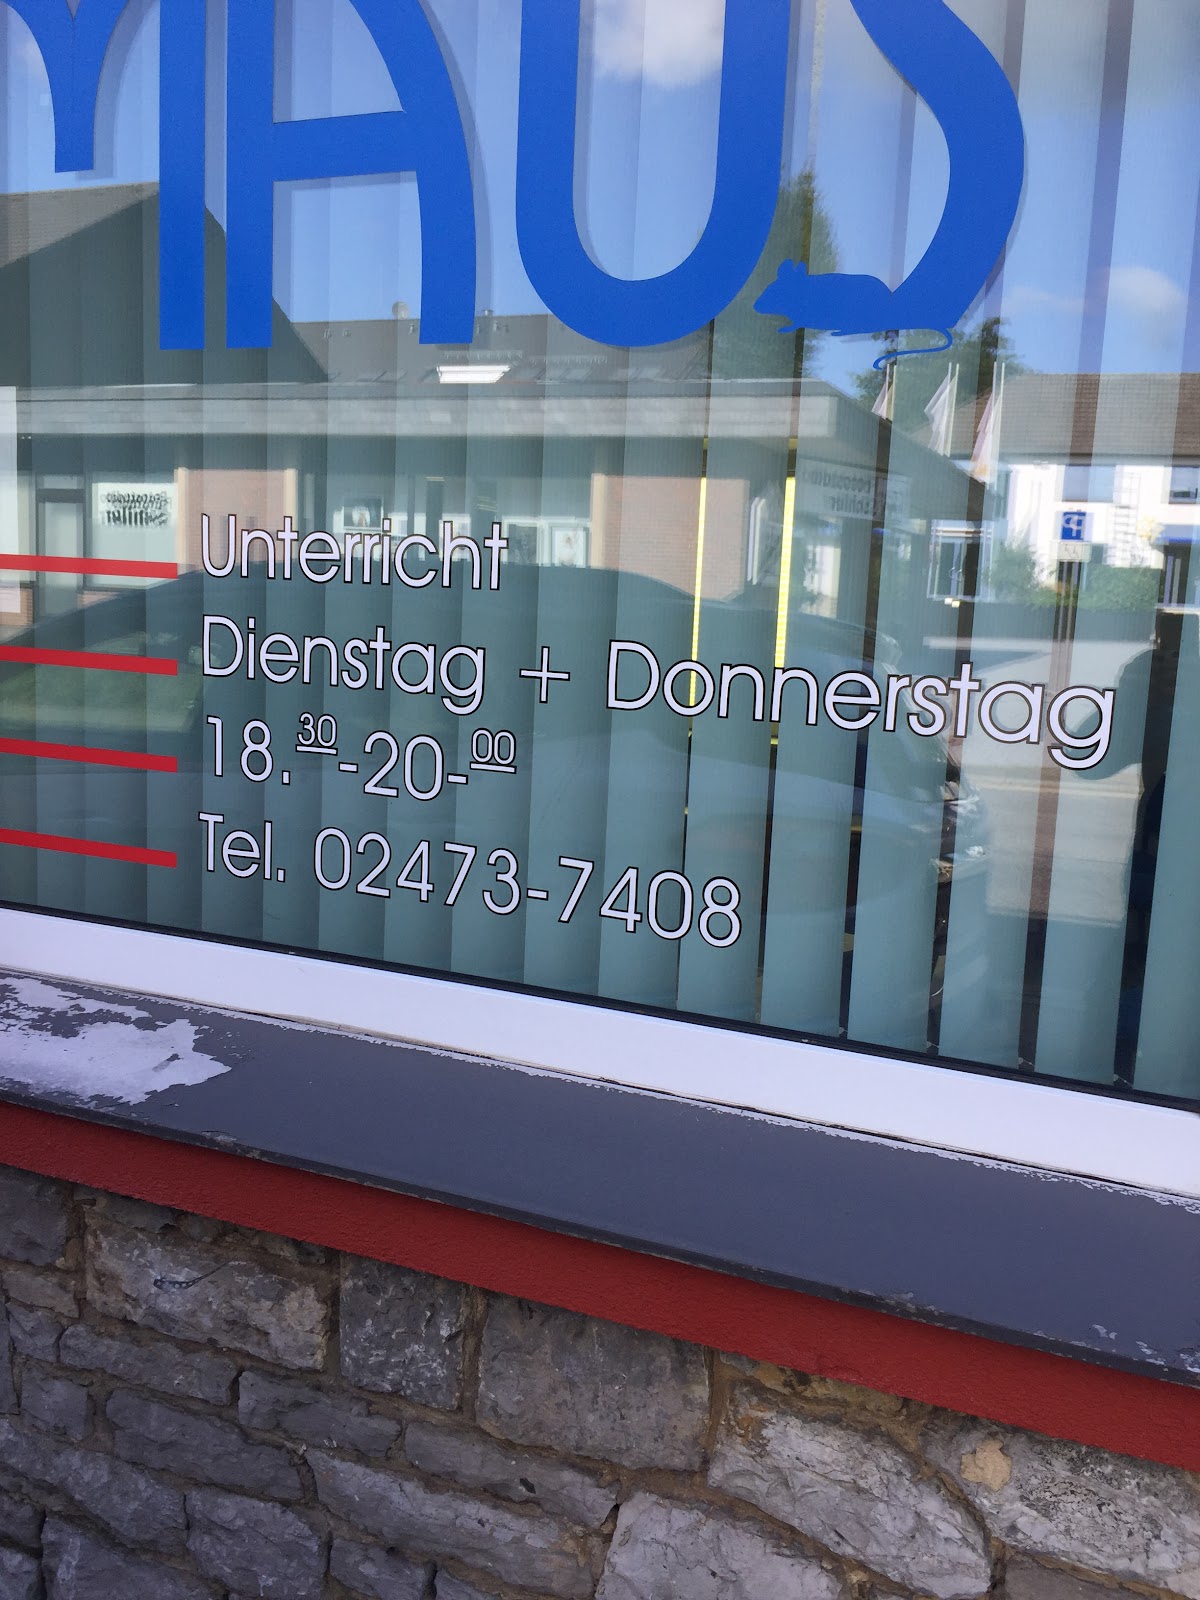 MAUS
Unterricht
Dienstag + Donnerstag
18.30-20-00
Tel. 02473-7408
P